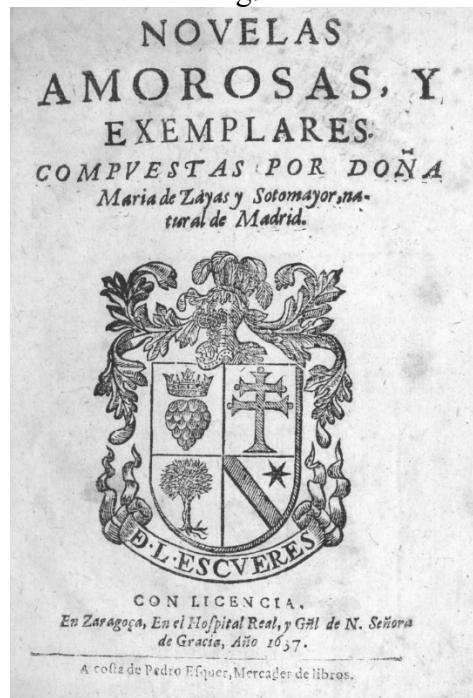 NOVELAS
AMOROSAS, Y
EXEMPLARES.
COMPVESTAS POR DOÑA
Maria de Zayas y Sotomayor, na-
tural de Madrid.
D·L·ESCVERES
CON LICENCIA,
En Zaragoça, En el Hospital Real, y Gñl de N. Señora
de Gracia, Año 1637.
A costa de Pedro Esquer, Mercader de libros.